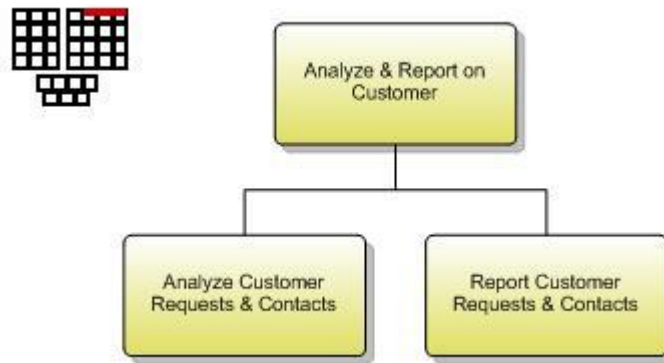 Analyze & Report on
Customer
Analyze Customer
Requests & Contacts
Report Customer
Requests & Contacts